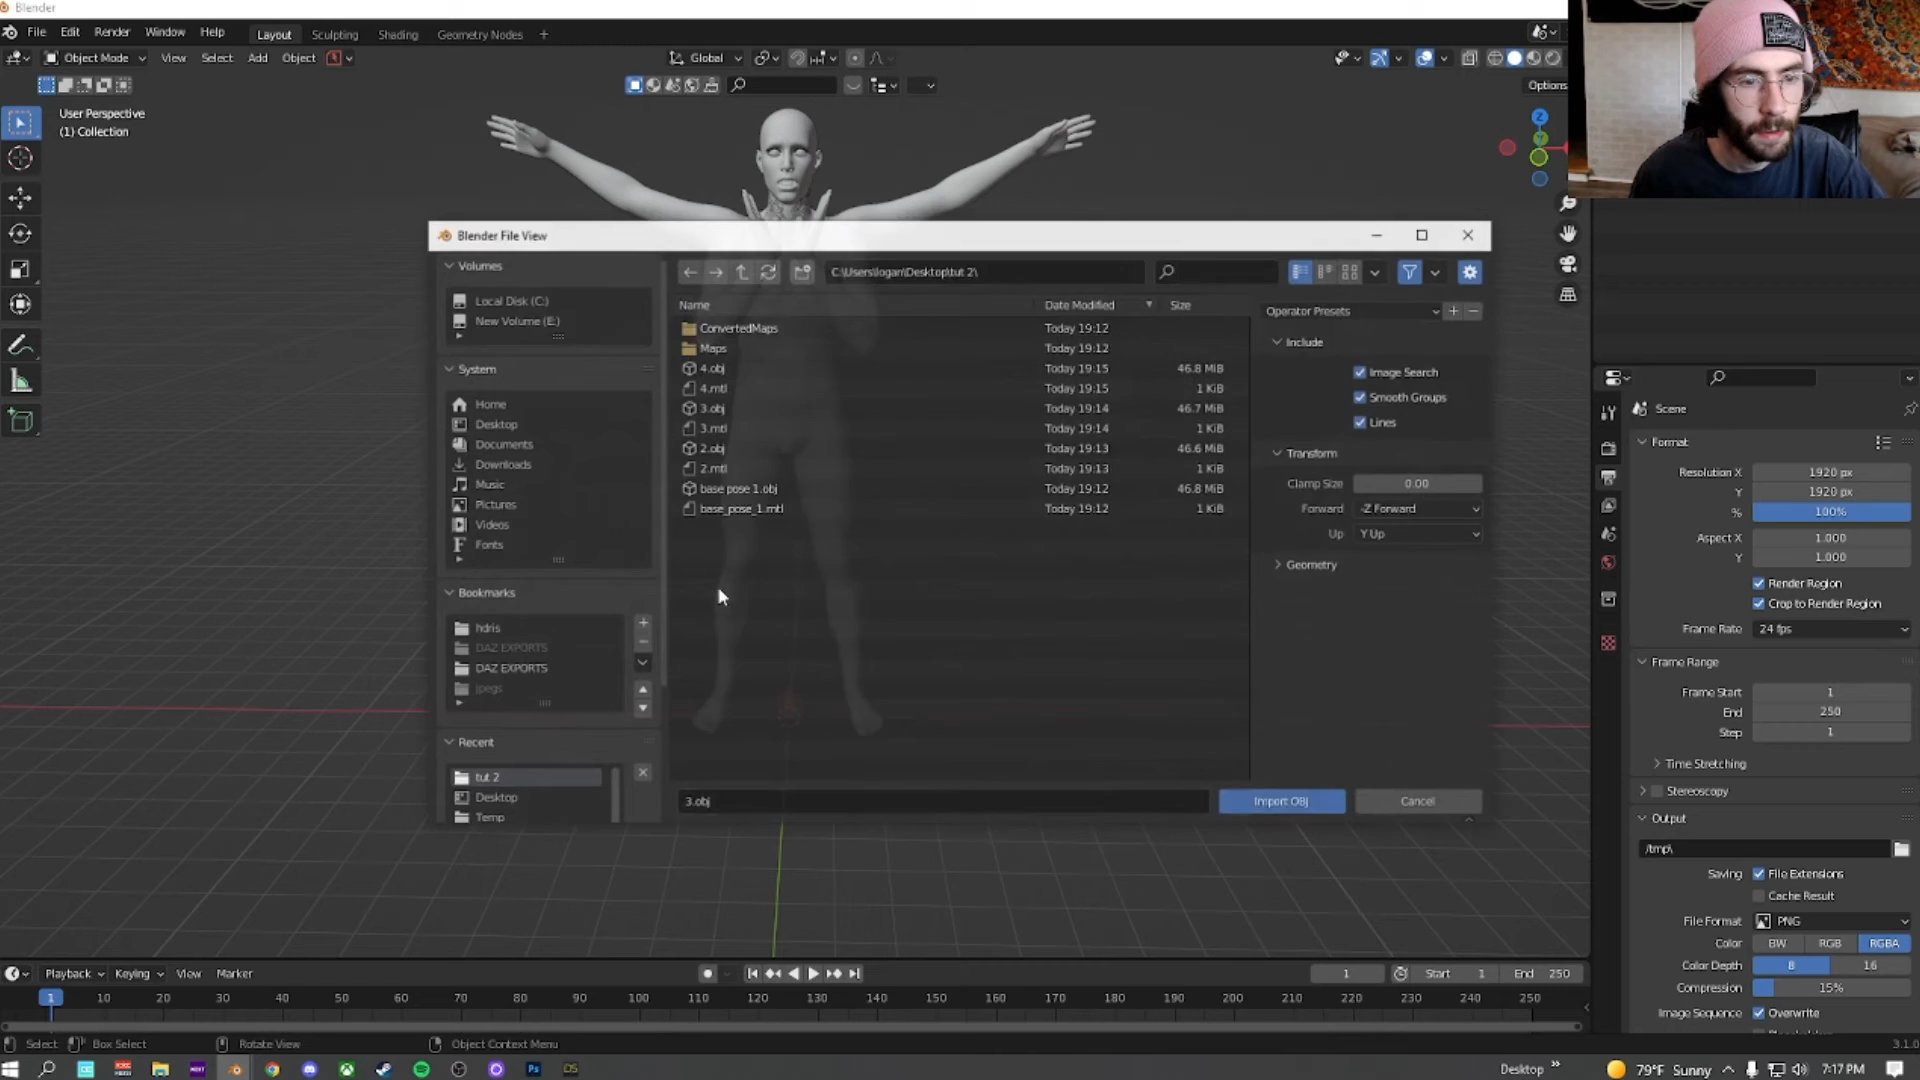 Blender
File Edit Render Window Help Layout Sculpting Shading Geometry Nodes +
Object Mode View Select Add Object Global
Options
User Perspective
(1) Collection
Z
Blender File View
Volumes
Local Disk (C:)
New Volume (E:)
System
Home
Desktop
Documents
Downloads
Music
Pictures
Videos
Fonts
Bookmarks
hdris
DAZ EXPORTS
DAZ EXPORTS
jpegs
Recent
tut 2
Desktop
Temp
C:\Users\logan\Desktop\tut 2\
Name Date Modified Size
ConvertedMaps Today 19:12
Maps Today 19:12
4.obj Today 19:15 46.8 MiB
4.mtl Today 19:15 1 KiB
3.obj Today 19:14 46.7 MiB
3.mtl Today 19:14 1 KiB
2.obj Today 19:13 46.6 MiB
2.mtl Today 19:13 1 KiB
base pose 1.obj Today 19:12 46.8 MiB
base_pose_1.mtl Today 19:12 1 KiB
Operator Presets
Include
Image Search
Smooth Groups
Lines
Transform
Clamp Size 0.00
Forward -Z Forward
Up Y Up
Geometry
3.obj Import OBJ Cancel
Scene
Format
Resolution X 1920 px
Y 1920 px
% 100%
Aspect X 1.000
Y 1.000
Render Region
Crop to Render Region
Frame Rate 24 fps
Frame Range
Frame Start 1
End 250
Step 1
Time Stretching
Stereoscopy
Output
/tmp\
Saving File Extensions
Cache Result
File Format PNG
Color BW RGB RGBA
Color Depth 8 16
Compression 15%
Image Sequence Overwrite
Playback Keying View Marker 1 Start 1 End 250
1 10 20 30 40 50 60 70 80 90 100 110 120 130 140 150 160 170 180 190 200 210 220 230 240 250
Select Box Select Rotate View Object Context Menu 3.1.0
Desktop 79°F Sunny 7:17 PM